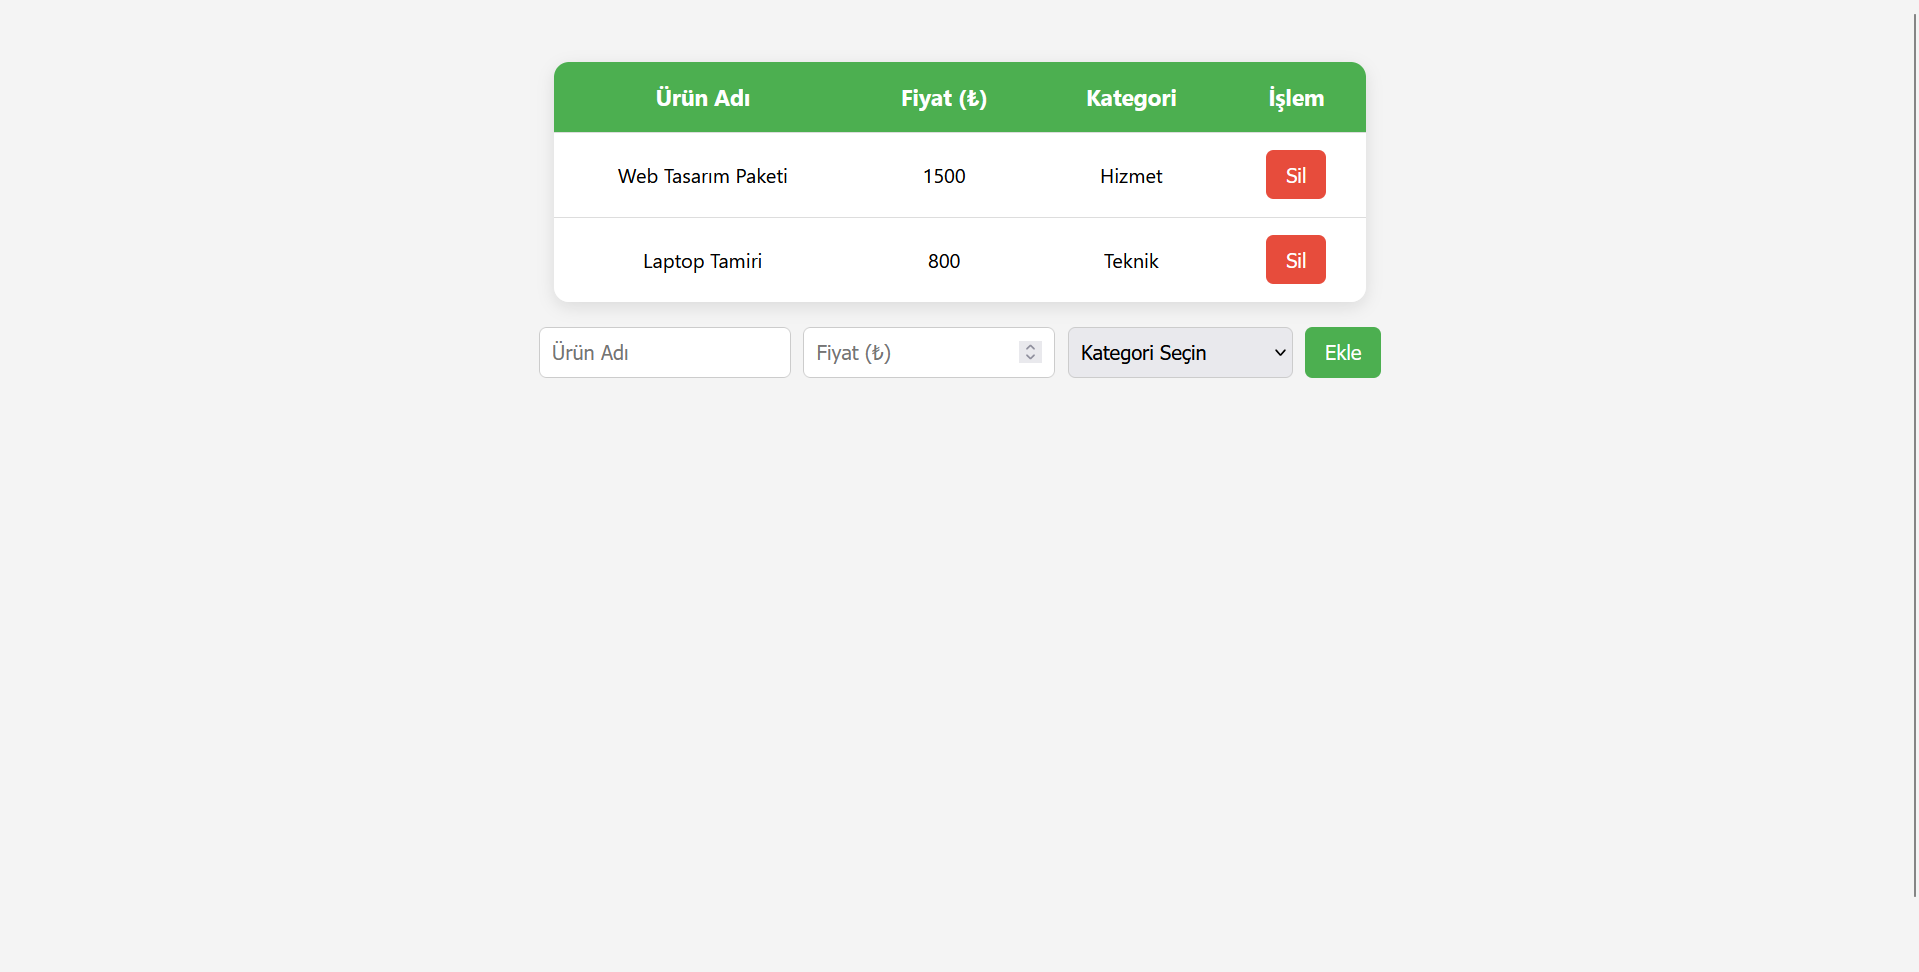 Ürün Adı Fiyat (₺) Kategori İşlem
Web Tasarım Paketi 1500 Hizmet Sil
Laptop Tamiri 800 Teknik Sil
Ürün Adı Fiyat (₺) Kategori Seçin Ekle